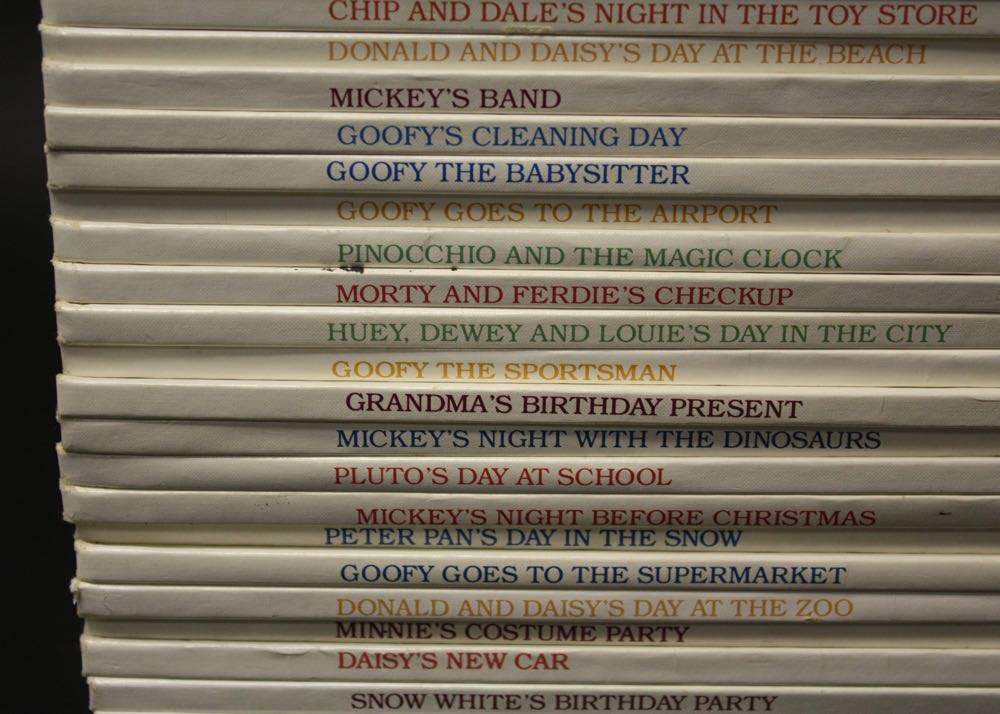 CHIP AND DALE'S NIGHT IN THE TOY STORE
DONALD AND DAISY'S DAY AT THE BEACH
MICKEY'S BAND
GOOFY'S CLEANING DAY
GOOFY THE BABYSITTER
GOOFY GOES TO THE AIRPORT
PINOCCHIO AND THE MAGIC CLOCK
MORTY AND FERDIE'S CHECKUP
HUEY, DEWEY AND LOUIE'S DAY IN THE CITY
GOOFY THE SPORTSMAN
GRANDMA'S BIRTHDAY PRESENT
MICKEY'S NIGHT WITH THE DINOSAURS
PLUTO'S DAY AT SCHOOL
MICKEY'S NIGHT BEFORE CHRISTMAS
PETER PAN'S DAY IN THE SNOW
GOOFY GOES TO THE SUPERMARKET
DONALD AND DAISY'S DAY AT THE ZOO
MINNIE'S COSTUME PARTY
DAISY'S NEW CAR
SNOW WHITE'S BIRTHDAY PARTY